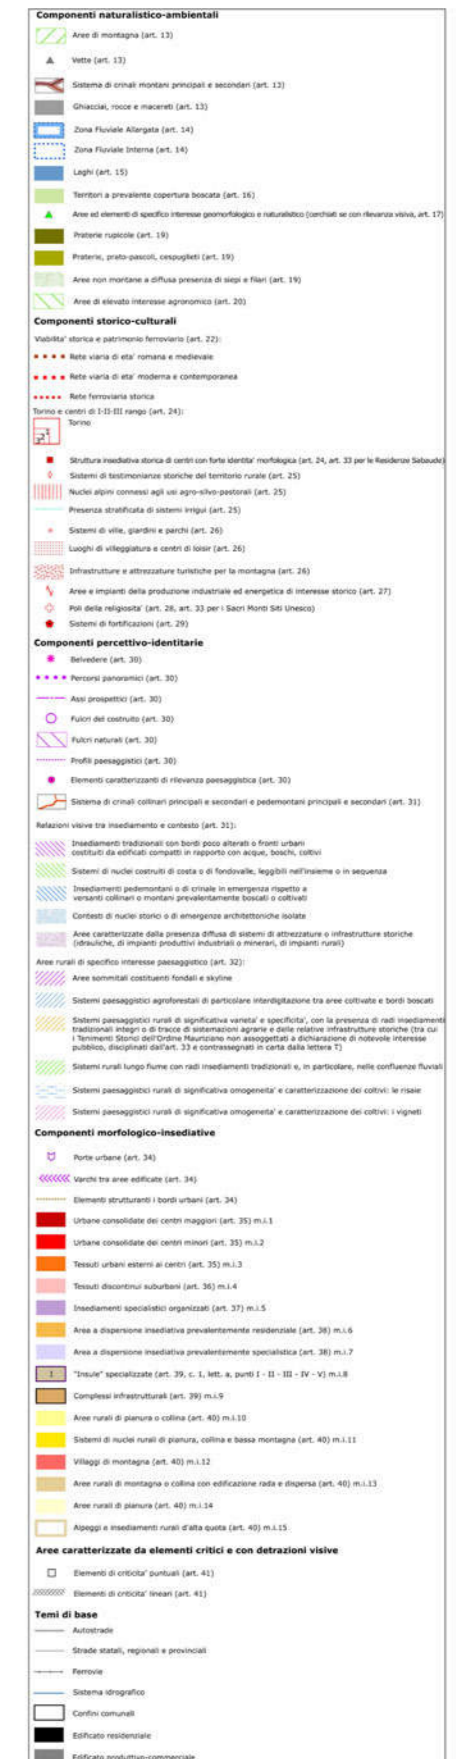 Componenti naturalistico-ambientali
Aree di montagna (art. 13)
Vette (art. 13)
Sistema di crinali montani principali e secondari (art. 13)
Ghiacciai, rocce e macereti (art. 13)
Zona Fluviale Allargata (art. 14)
Zona Fluviale Interna (art. 14)
Laghi (art. 15)
Territori a prevalente copertura boscata (art. 16)
Aree ed elementi di specifico interesse geomorfologico e naturalistico (cerchiati se con rilevanza visiva, art. 17)
Praterie rupicole (art. 19)
Praterie, prato-pascoli, cespuglieti (art. 19)
Aree non montane a diffusa presenza di siepi e filari (art. 19)
Aree di elevato interesse agronomico (art. 20)
Componenti storico-culturali
Viabilita' storica e patrimonio ferroviario (art. 22):
Rete viaria di eta' romana e medievale
Rete viaria di eta' moderna e contemporanea
Rete ferroviaria storica
Torino e centri di I-II-III rango (art. 24):
Torino
Struttura insediativa storica di centri con forte identita' morfologica (art. 24, art. 33 per le Residenze Sabaude)
Sistemi di testimonianze storiche del territorio rurale (art. 25)
Nuclei alpini connessi agli usi agro-silvo-pastorali (art. 25)
Presenza stratificata di sistemi irrigui (art. 25)
Sistemi di ville, giardini e parchi (art. 26)
Luoghi di villeggiatura e centri di loisir (art. 26)
Infrastrutture e attrezzature turistiche per la montagna (art. 26)
Aree e impianti della produzione industriale ed energetica di interesse storico (art. 27)
Poli della religiosita' (art. 28, art. 33 per i Sacri Monti Siti Unesco)
Sistemi di fortificazioni (art. 29)
Componenti percettivo-identitarie
Belvedere (art. 30)
Percorsi panoramici (art. 30)
Assi prospettici (art. 30)
Fulcri del costruito (art. 30)
Fulcri naturali (art. 30)
Profili paesaggistici (art. 30)
Elementi caratterizzanti di rilevanza paesaggistica (art. 30)
Sistema di crinali collinari principali e secondari e pedemontani principali e secondari (art. 31)
Relazioni visive tra insediamento e contesto (art. 31):
Insediamenti tradizionali con bordi poco alterati o fronti urbani
costituiti da edificati compatti in rapporto con acque, boschi, coltivi
Sistemi di nuclei costruiti di costa o di fondovalle, leggibili nell'insieme o in sequenza
Insediamenti pedemontani o di crinale in emergenza rispetto a
versanti collinari o montani prevalentemente boscati o coltivati
Contesti di nuclei storici o di emergenze architettoniche isolate
Aree caratterizzate dalla presenza diffusa di sistemi di attrezzature o infrastrutture storiche
(idrauliche, di impianti produttivi industriali o minerari, di impianti rurali)
Aree rurali di specifico interesse paesaggistico (art. 32):
Aree sommitali costituenti fondali e skyline
Sistemi paesaggistici agroforestali di particolare interdigitazione tra aree coltivate e bordi boscati
Sistemi paesaggistici rurali di significativa varieta' e specificita', con la presenza di radi insediamenti
tradizionali integri o di tracce di sistemazioni agrarie e delle relative infrastrutture storiche (tra cui
i Tenimenti Storici dell'Ordine Mauriziano non assoggettati a dichiarazione di notevole interesse
pubblico, disciplinati dall'art. 33 e contrassegnati in carta dalla lettera T)
Sistemi rurali lungo fiume con radi insediamenti tradizionali e, in particolare, nelle confluenze fluviali
Sistemi paesaggistici rurali di significativa omogeneita' e caratterizzazione dei coltivi: le risaie
Sistemi paesaggistici rurali di significativa omogeneita' e caratterizzazione dei coltivi: i vigneti
Componenti morfologico-insediative
Porte urbane (art. 34)
Varchi tra aree edificate (art. 34)
Elementi strutturanti i bordi urbani (art. 34)
Urbane consolidate dei centri maggiori (art. 35) m.i.1
Urbane consolidate dei centri minori (art. 35) m.i.2
Tessuti urbani esterni ai centri (art. 35) m.i.3
Tessuti discontinui suburbani (art. 36) m.i.4
Insediamenti specialistici organizzati (art. 37) m.i.5
Area a dispersione insediativa prevalentemente residenziale (art. 38) m.i.6
Area a dispersione insediativa prevalentemente specialistica (art. 38) m.i.7
I "Insule" specializzate (art. 39, c. 1, lett. a, punti I - II - III - IV - V) m.i.8
Complessi infrastrutturali (art. 39) m.i.9
Aree rurali di pianura o collina (art. 40) m.i.10
Sistemi di nuclei rurali di pianura, collina e bassa montagna (art. 40) m.i.11
Villaggi di montagna (art. 40) m.i.12
Aree rurali di montagna o collina con edificazione rada e dispersa (art. 40) m.i.13
Aree rurali di pianura (art. 40) m.i.14
Alpeggi e insediamenti rurali d'alta quota (art. 40) m.i.15
Aree caratterizzate da elementi critici e con detrazioni visive
Elementi di criticita' puntuali (art. 41)
Elementi di criticita' lineari (art. 41)
Temi di base
Autostrade
Strade statali, regionali e provinciali
Ferrovie
Sistema idrografico
Confini comunali
Edificato residenziale
Edificato produttivo-commerciale